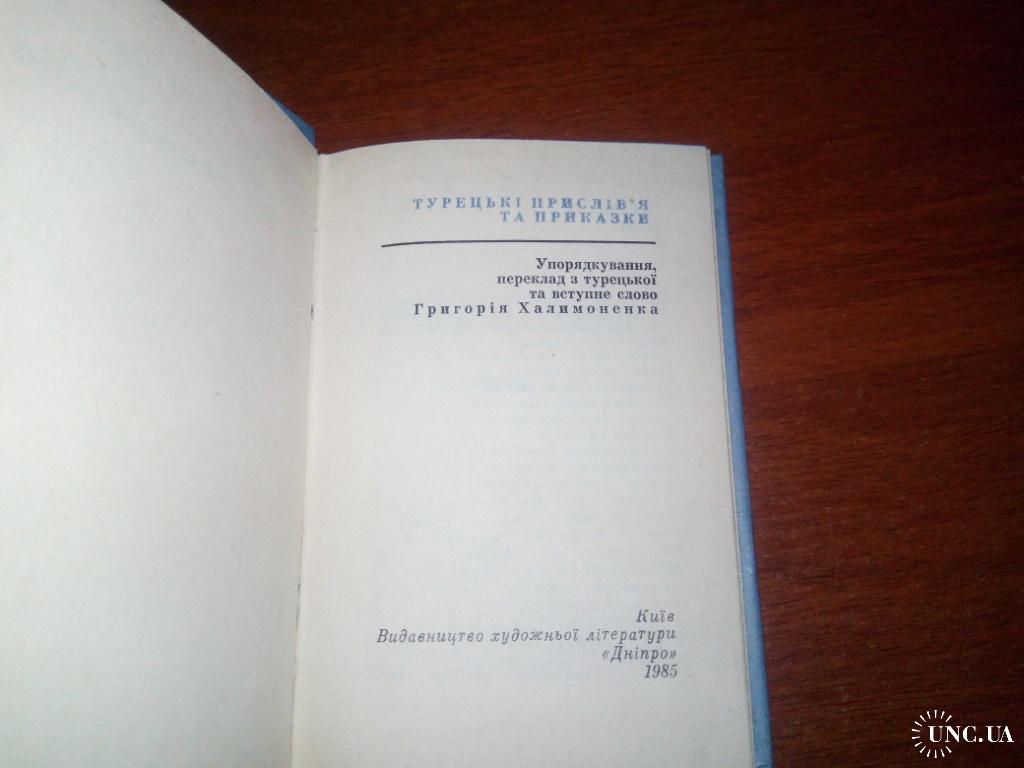 ТУРЕЦЬКІ ПРИСЛІВ'Я
ТА ПРИКАЗКИ
Упорядкування,
переклад з турецької
та вступне слово
Григорія Халимоненка
Київ
Видавництво художньої літератури
«Дніпро»
1985
UNC.UA